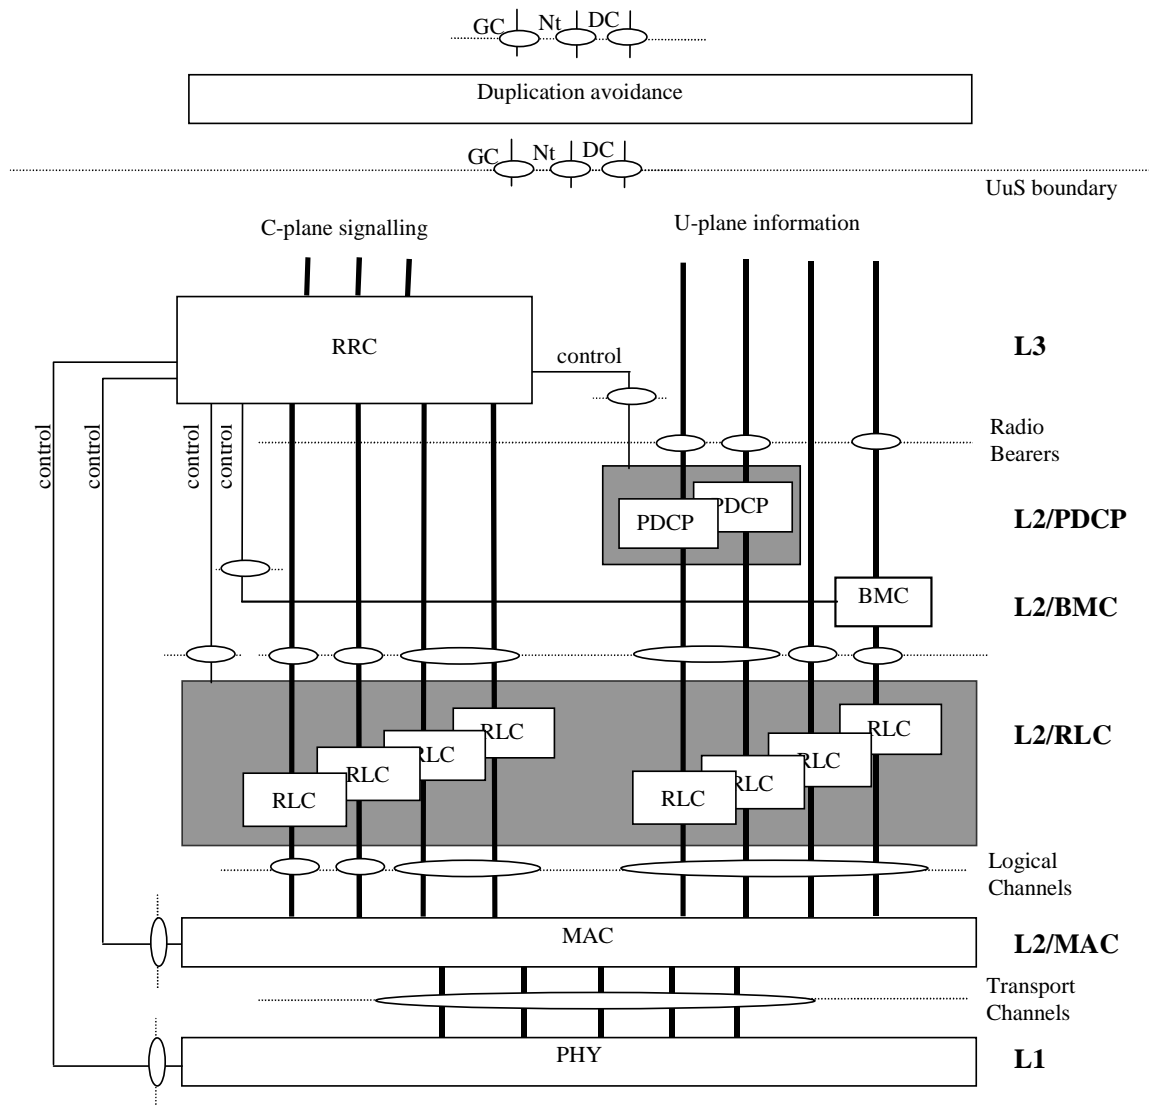 GC Nt DC
Duplication avoidance
GC Nt DC
UuS boundary
C-plane signalling
U-plane information
RRC
control
L3
control
control
control
control
Radio
Bearers
PDCP
PDCP
L2/PDCP
BMC
L2/BMC
RLC
RLC
RLC
RLC
RLC
RLC
RLC
RLC
L2/RLC
Logical
Channels
MAC
L2/MAC
Transport
Channels
PHY
L1